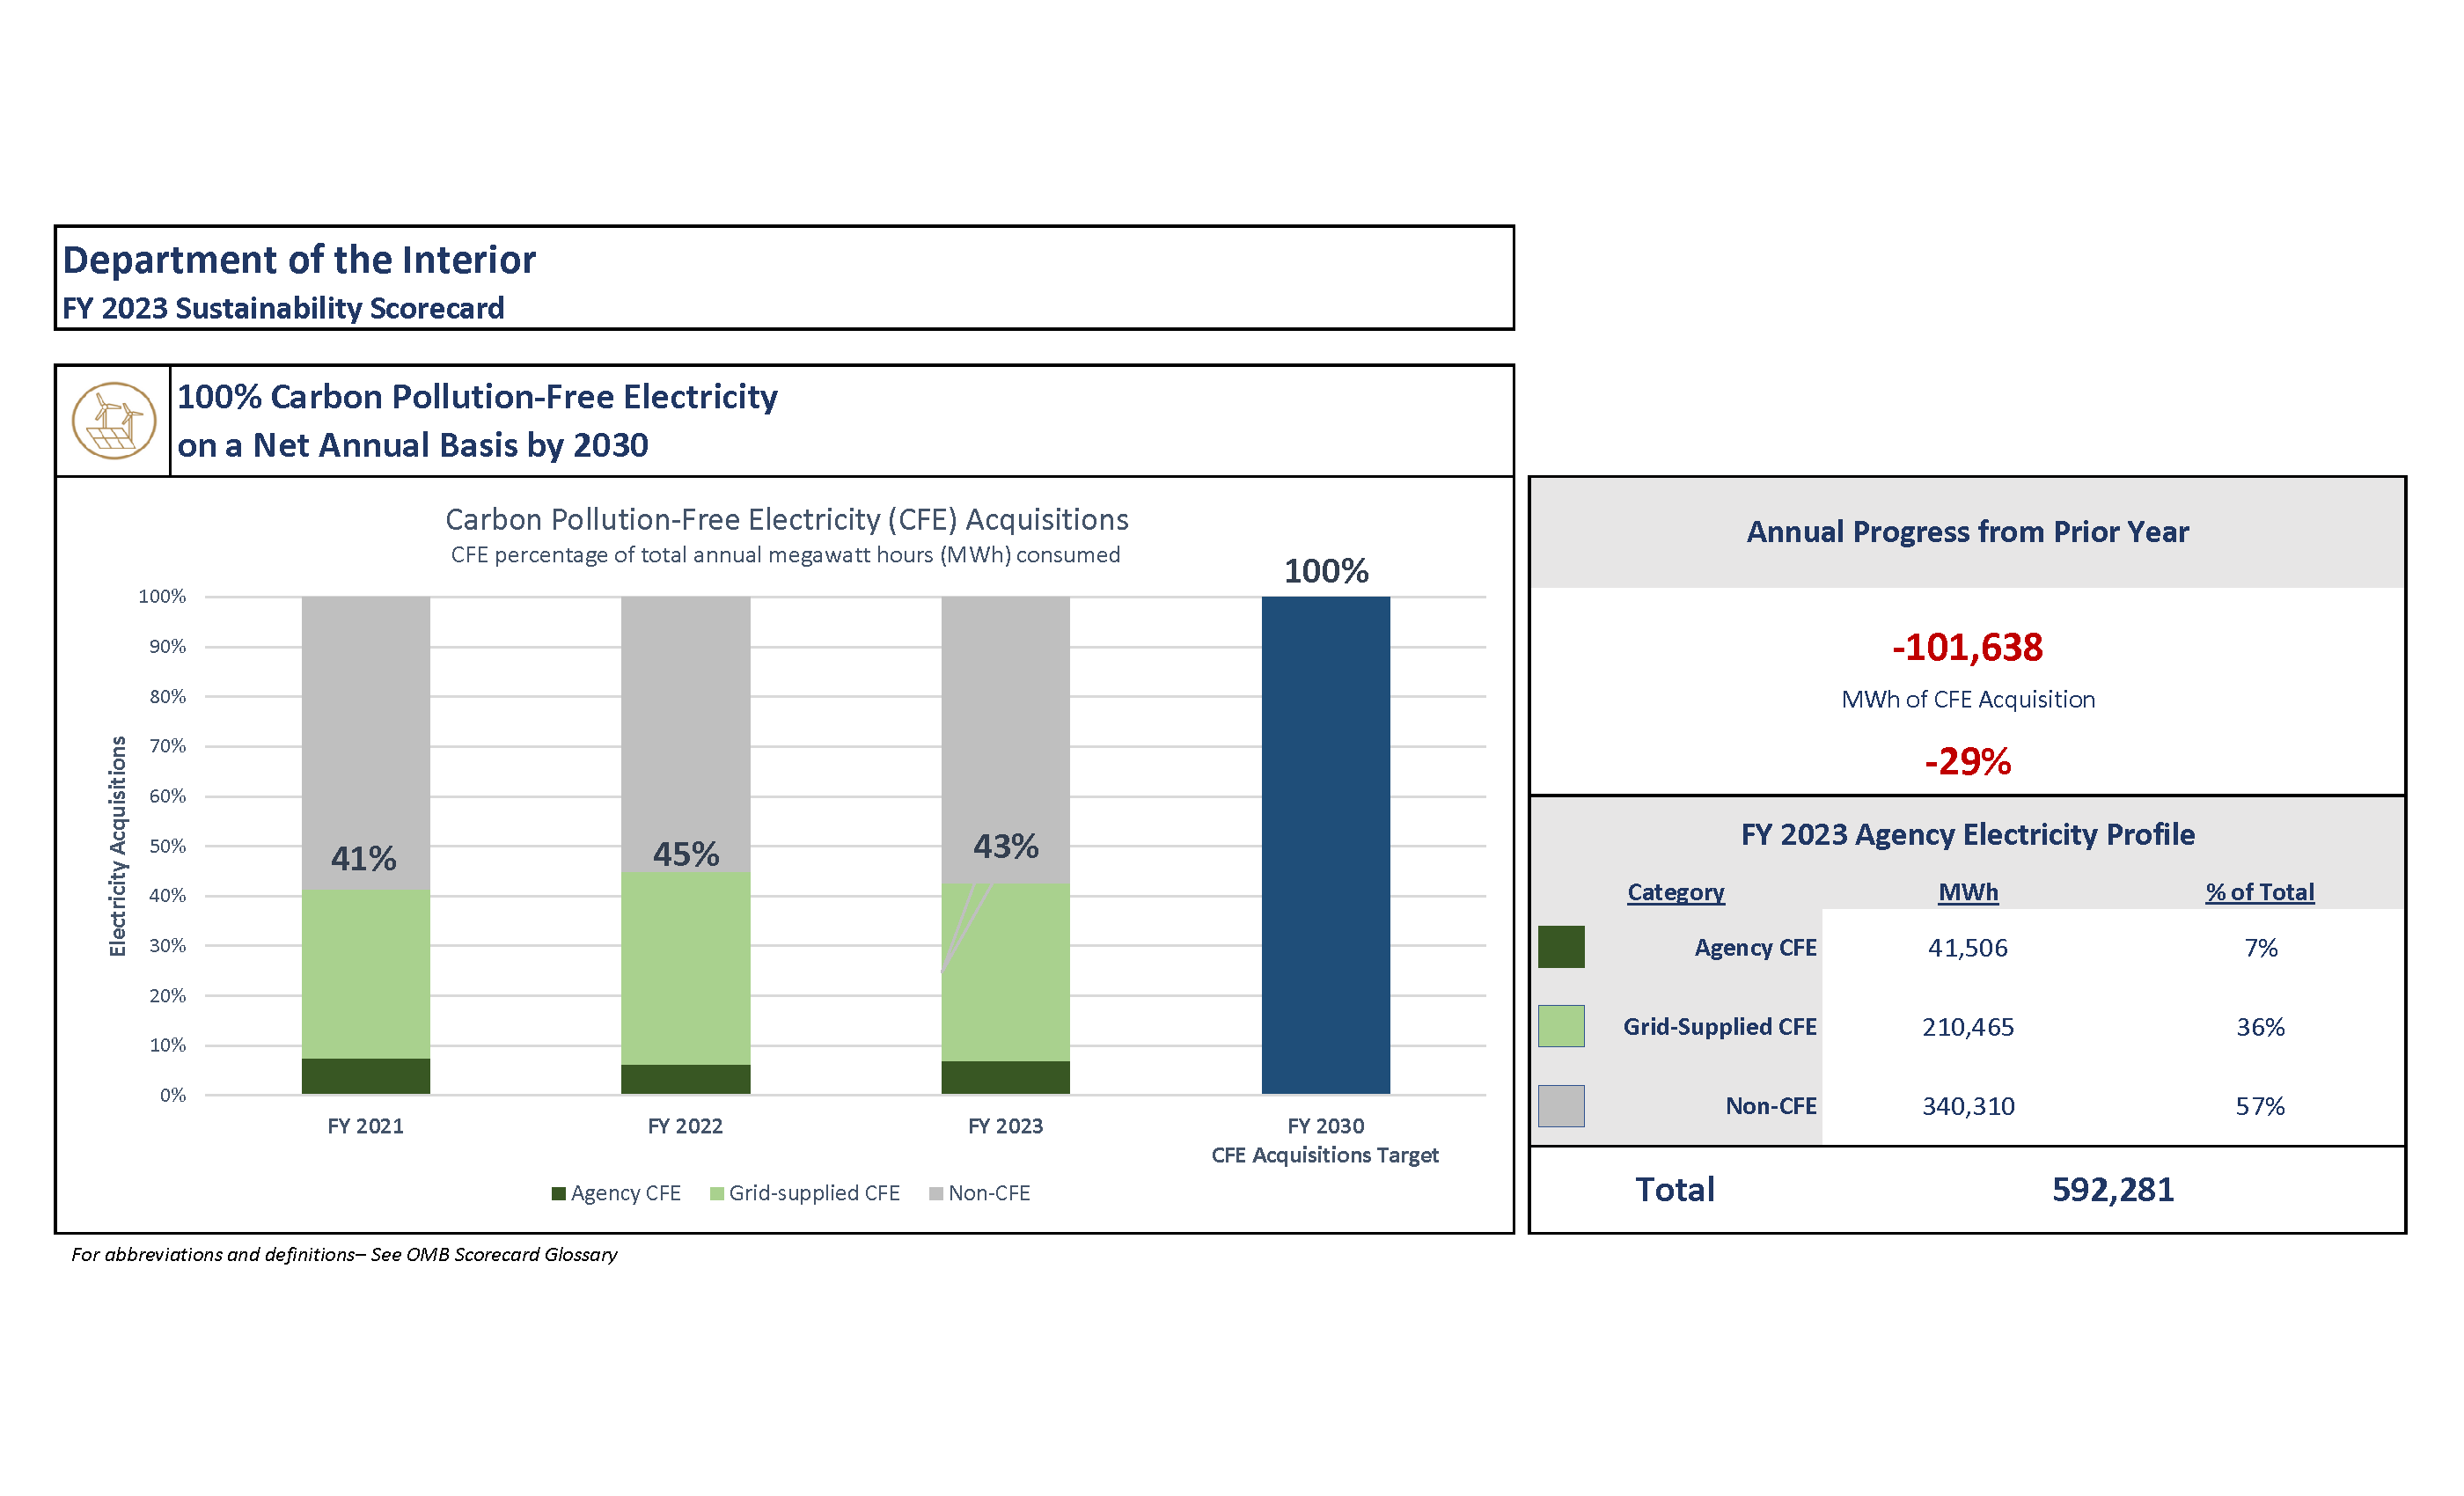 Department of the Interior
FY 2023 Sustainability Scorecard
100% Carbon Pollution-Free Electricity
on a Net Annual Basis by 2030
Carbon Pollution-Free Electricity (CFE) Acquisitions
CFE percentage of total annual megawatt hours (MWh) consumed
Electricity Acquisitions
100%
90%
80%
70%
60%
50%
40%
30%
20%
10%
0%
41%
45%
43%
100%
FY 2021
FY 2022
FY 2023
FY 2030
CFE Acquisitions Target
Agency CFE
Grid-supplied CFE
Non-CFE
Annual Progress from Prior Year
-101,638
MWh of CFE Acquisition
-29%
FY 2023 Agency Electricity Profile
Category MWh % of Total
Agency CFE 41,506 7%
Grid-Supplied CFE 210,465 36%
Non-CFE 340,310 57%
Total 592,281
For abbreviations and definitions– See OMB Scorecard Glossary